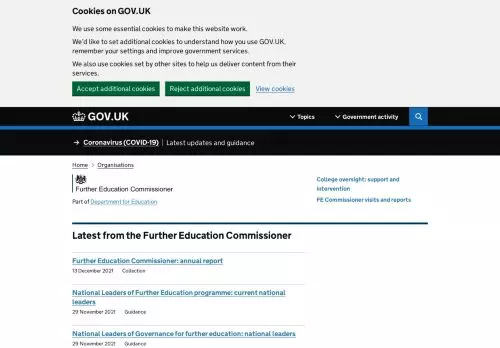 Cookies on GOV.UK
We use some essential cookies to make this website work.
We'd like to set additional cookies to understand how you use GOV.UK,
remember your settings and improve government services.
We also use cookies set by other sites to help us deliver content from their
services.
Accept additional cookies
Reject additional cookies
View cookies
GOV.UK
Topics
Government activity
→ Coronavirus (COVID-19) | Latest updates and guidance
Home > Organisations
Further Education Commissioner
Part of Department for Education
College oversight: support and
intervention
FE Commissioner visits and reports
Latest from the Further Education Commissioner
Further Education Commissioner: annual report
13 December 2021 Collection
National Leaders of Further Education programme: current national
leaders
29 November 2021 Guidance
National Leaders of Governance for further education: national leaders
29 November 2021 Guidance